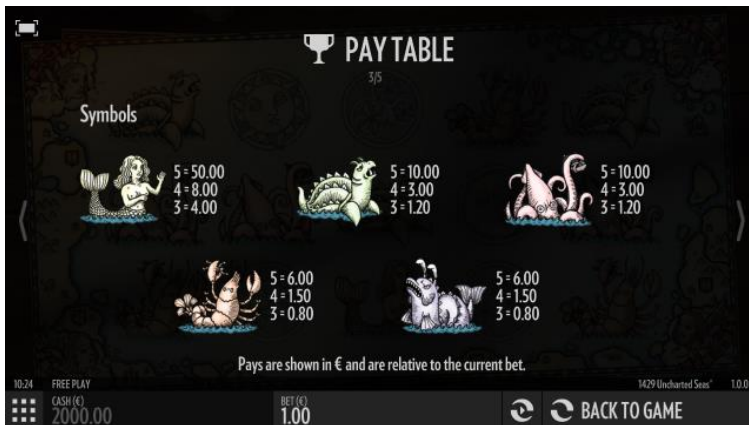 PAY TABLE
3/5
Symbols
5 = 50.00
4 = 8.00
3 = 4.00
5 = 10.00
4 = 3.00
3 = 1.20
5 = 10.00
4 = 3.00
3 = 1.20
5 = 6.00
4 = 1.50
3 = 0.80
5 = 6.00
4 = 1.50
3 = 0.80
Pays are shown in € and are relative to the current bet.
10:24 FREE PLAY 1429 Uncharted Seas™ 1.0.0
CASH (€) BET (€)
2000.00 1.00 BACK TO GAME